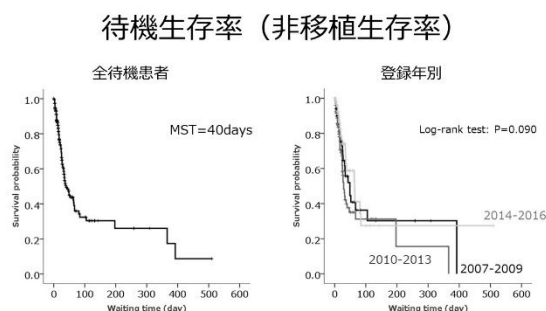 待機生存率（非移植生存率）
全待機患者
登録年別
Survival probability
1.0
0.8
0.6
0.4
0.2
0.0
MST=40days
0 100 200 300 400 500 600
Waiting time (day)
Survival probability
1.0
0.8
0.6
0.4
0.2
0.0
Log-rank test: P=0.090
2014-2016
2010-2013
2007-2009
0 100 200 300 400 500 600
Waiting time (day)